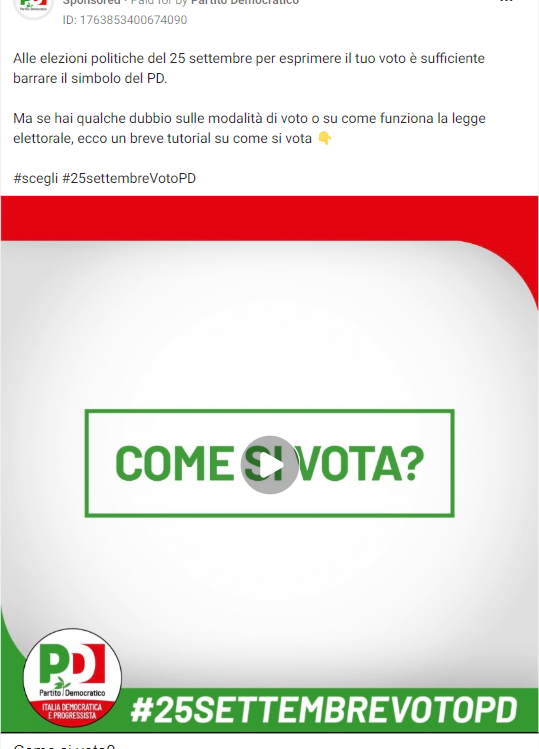 Sponsored • Paid for by Partito Democratico
ID: 1763853400674090
Alle elezioni politiche del 25 settembre per esprimere il tuo voto è sufficiente
barrare il simbolo del PD.
Ma se hai qualche dubbio sulle modalità di voto o su come funziona la legge
elettorale, ecco un breve tutorial su come si vota 👇
#scegli #25settembreVotoPD
COME SI VOTA?
PD
Partito Democratico
ITALIA DEMOCRATICA
E PROGRESSISTA
#25SETTEMBREVOTOPD
Come si vota?